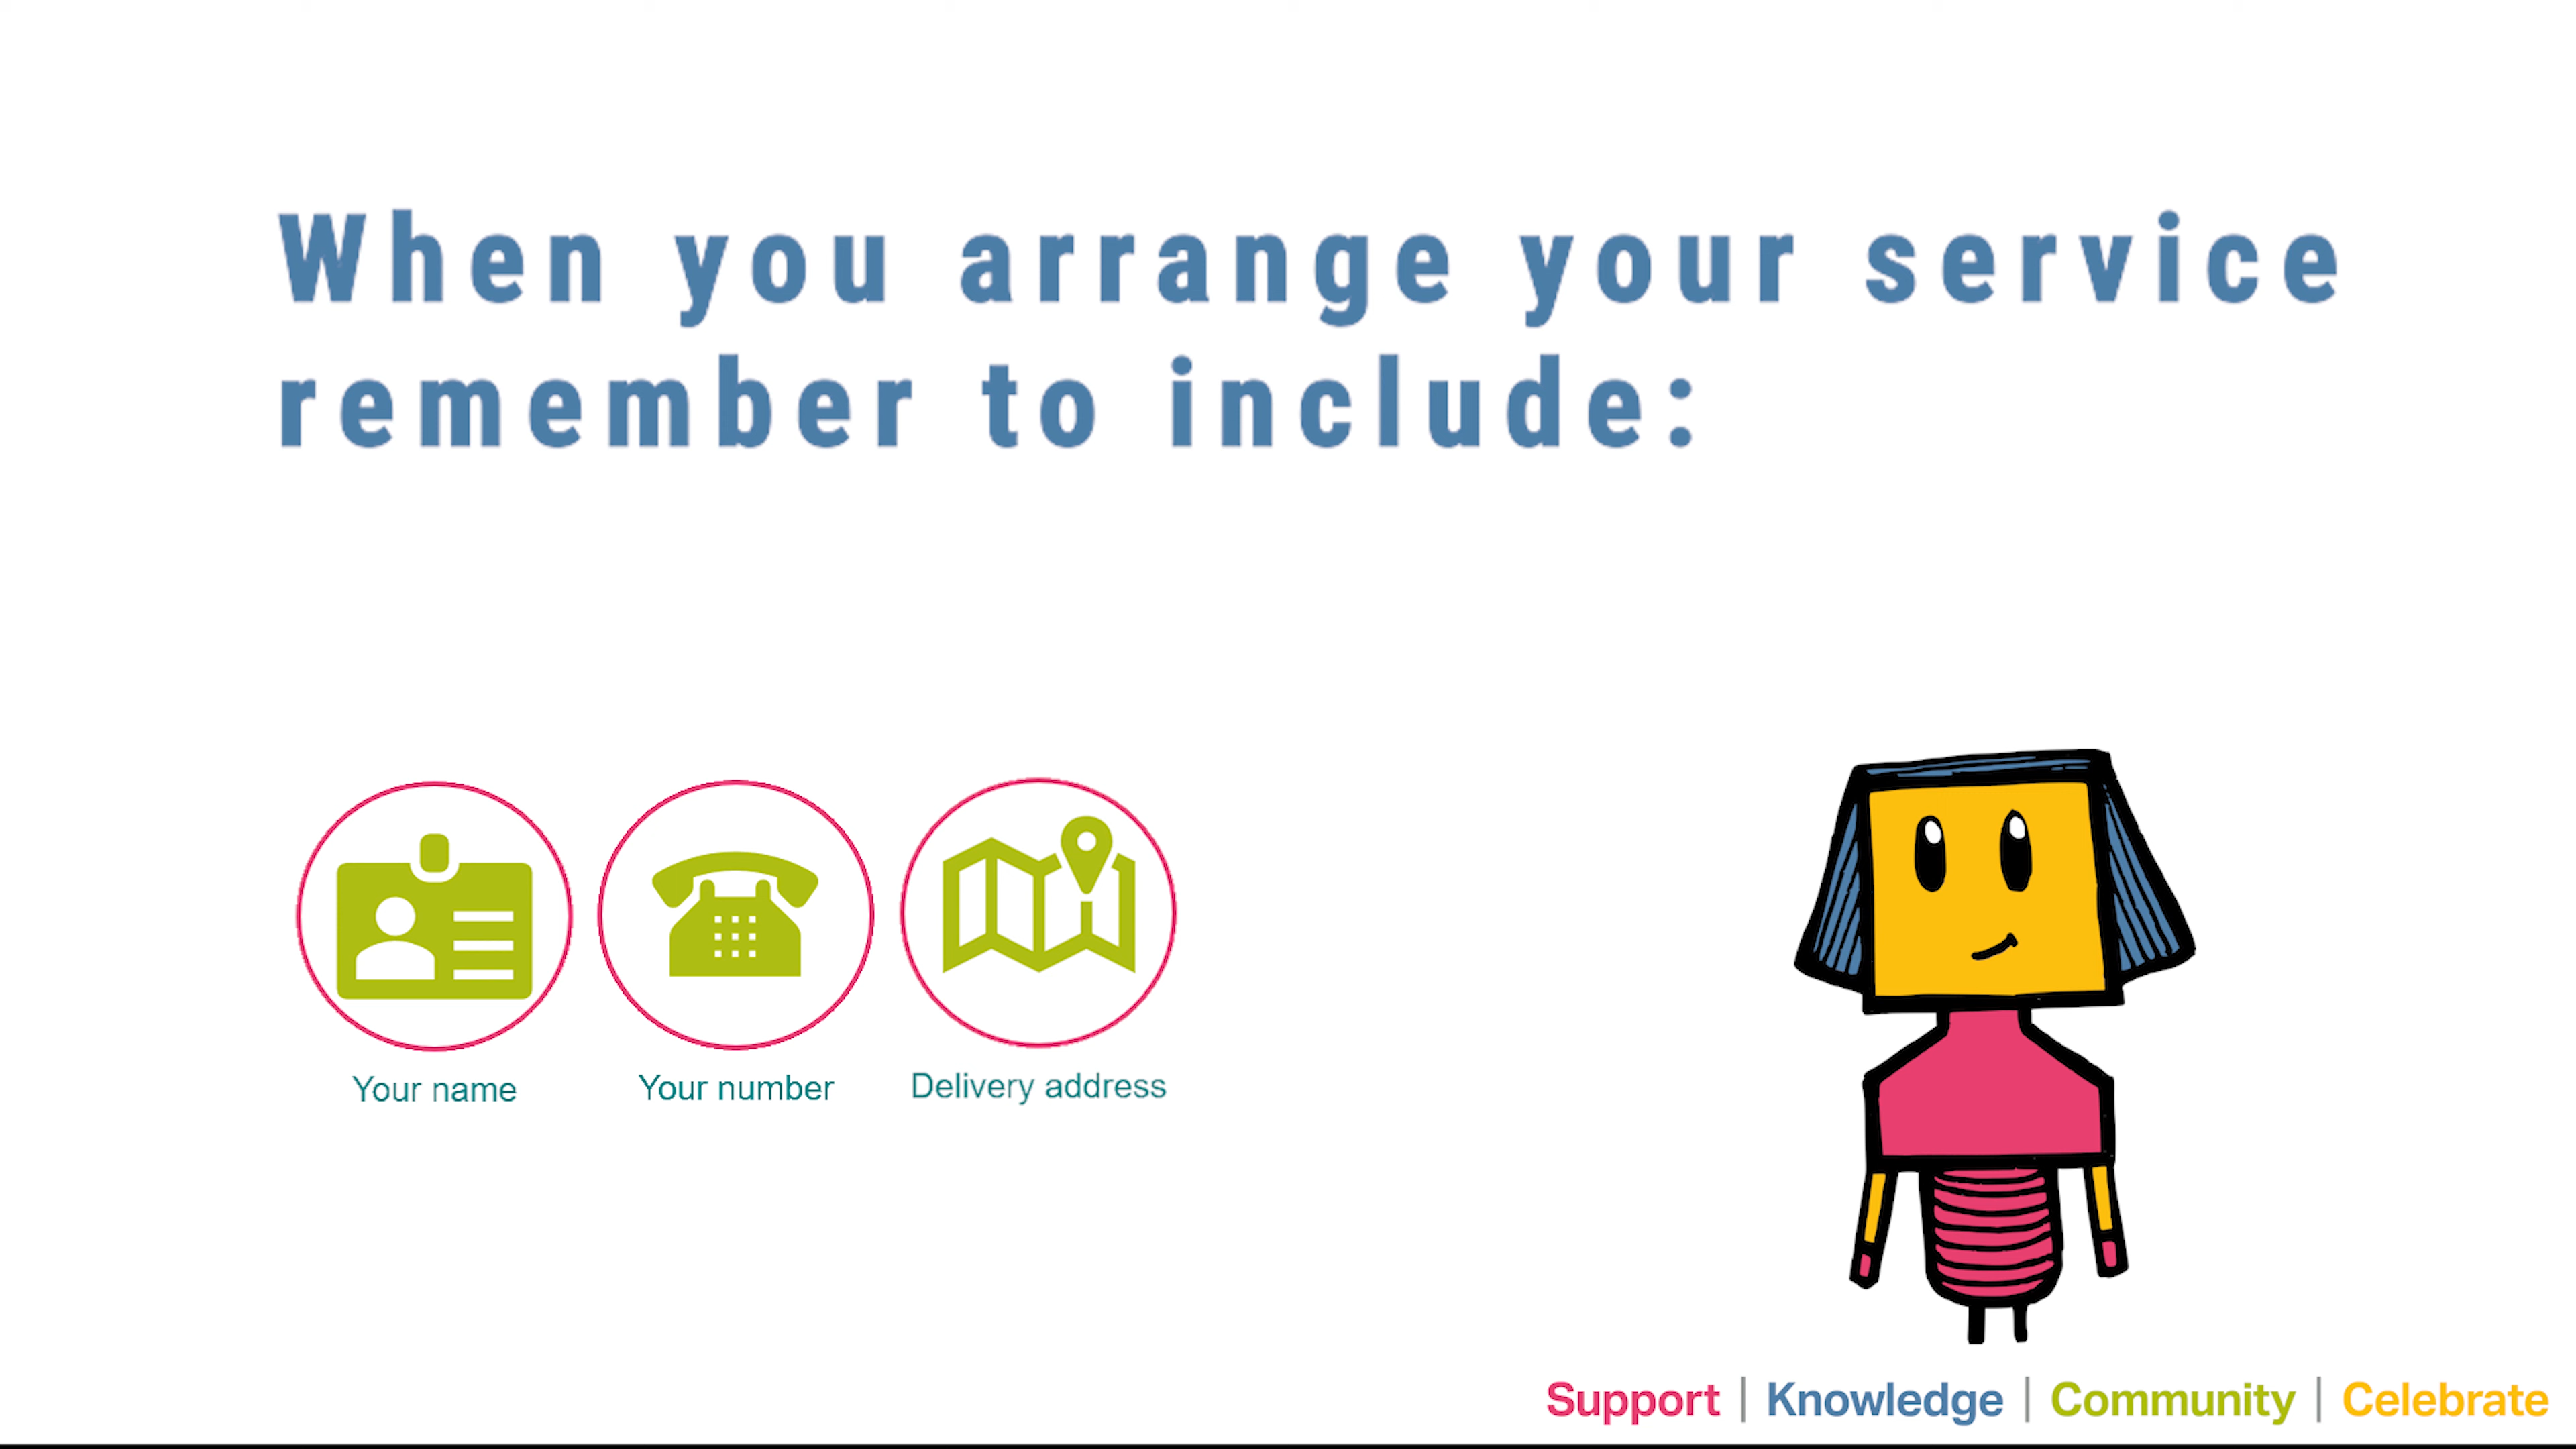 When you arrange your service
remember to include:
Your name
Your number
Delivery address
Support | Knowledge | Community | Celebrate